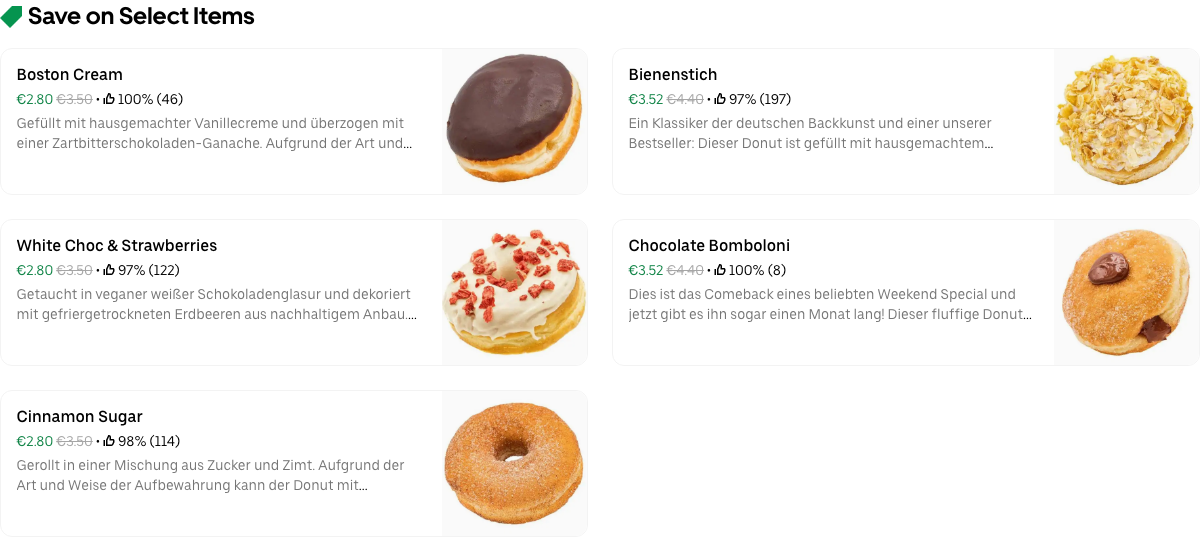 Save on Select Items
Boston Cream
€2.80 €3.50 • 100% (46)
Gefüllt mit hausgemachter Vanillecreme und überzogen mit
einer Zartbitterschokoladen-Ganache. Aufgrund der Art und...
Bienenstich
€3.52 €4.40 • 97% (197)
Ein Klassiker der deutschen Backkunst und einer unserer
Bestseller: Dieser Donut ist gefüllt mit hausgemachtem...
White Choc & Strawberries
€2.80 €3.50 • 97% (122)
Getaucht in veganer weißer Schokoladenglasur und dekoriert
mit gefriergetrockneten Erdbeeren aus nachhaltigem Anbau....
Chocolate Bomboloni
€3.52 €4.40 • 100% (8)
Dies ist das Comeback eines beliebten Weekend Special und
jetzt gibt es ihn sogar einen Monat lang! Dieser fluffige Donut...
Cinnamon Sugar
€2.80 €3.50 • 98% (114)
Gerollt in einer Mischung aus Zucker und Zimt. Aufgrund der
Art und Weise der Aufbewahrung kann der Donut mit...